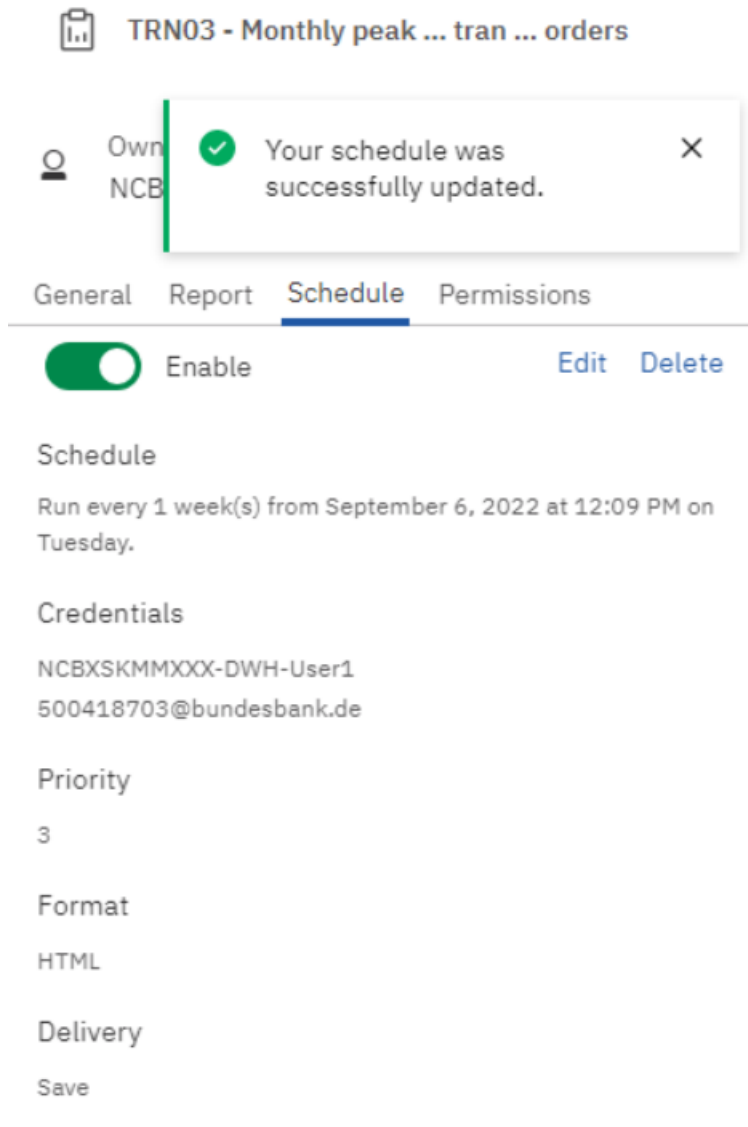 TRN03 - Monthly peak ... tran ... orders
Own
NCB
Your schedule was
successfully updated.
General Report Schedule Permissions
Enable Edit Delete
Schedule
Run every 1 week(s) from September 6, 2022 at 12:09 PM on
Tuesday.
Credentials
NCBXSKMMXXX-DWH-User1
500418703@bundesbank.de
Priority
3
Format
HTML
Delivery
Save